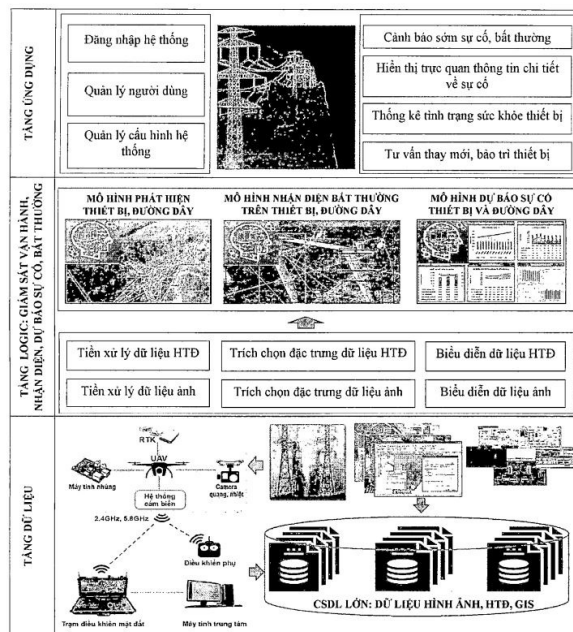 TẦNG ỨNG DỤNG
Đăng nhập hệ thống
Quản lý người dùng
Quản lý cấu hình hệ
thống
Cảnh báo sớm sự cố, bất thường
Hiển thị trực quan thông tin chi tiết
về sự cố
Thống kê tình trạng sức khỏe thiết bị
Tư vấn thay mới, bảo trì thiết bị
TẦNG LOGIC: GIÁM SÁT VẬN HÀNH,
NHẬN DIỆN, DỰ BÁO SỰ CỐ, BẤT THƯỜNG
MÔ HÌNH PHÁT HIỆN
THIẾT BỊ, ĐƯỜNG DÂY
MÔ HÌNH NHẬN DIỆN BẤT THƯỜNG
TRÊN THIẾT BỊ, ĐƯỜNG DÂY
MÔ HÌNH DỰ BÁO SỰ CỐ
THIẾT BỊ VÀ ĐƯỜNG DÂY
Tiền xử lý dữ liệu HTĐ
Trích chọn đặc trưng dữ liệu HTĐ
Biểu diễn dữ liệu HTĐ
Tiền xử lý dữ liệu ảnh
Trích chọn đặc trưng dữ liệu ảnh
Biểu diễn dữ liệu ảnh
TẦNG DỮ LIỆU
RTK
UAV
Máy tính nhúng
Camera
quang, nhiệt
Hệ thống
cảm biến
2.4GHz, 5.8GHz
Điều khiển phụ
Trạm điều khiển mặt đất
Máy tính trung tâm
CSDL LỚN: DỮ LIỆU HÌNH ẢNH, HTĐ, GIS